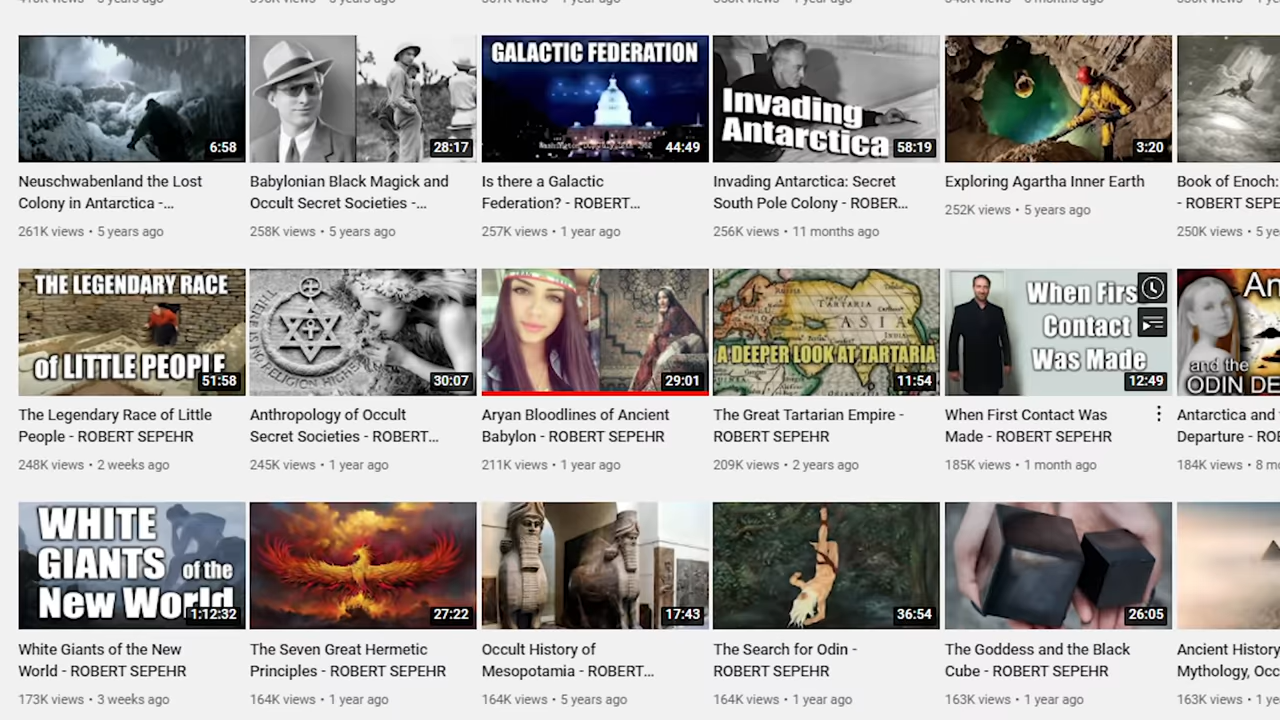 GALACTIC FEDERATION
Invading
Antarctica
6:58
28:17
44:49
58:19
3:20
Neuschwabenland the Lost
Colony in Antarctica -...
261K views • 5 years ago
Babylonian Black Magick and
Occult Secret Societies -...
258K views • 5 years ago
Is there a Galactic
Federation? - ROBERT...
257K views • 1 year ago
Invading Antarctica: Secret
South Pole Colony - ROBER...
256K views • 11 months ago
Exploring Agartha Inner Earth
252K views • 5 years ago
Book of Enoch:
- ROBERT SEPE
250K views • 5 ye
THE LEGENDARY RACE
of LITTLE PEOPLE
51:58
30:07
29:01
TARTARIA
ASIA
A DEEPER LOOK AT TARTARIA
11:54
When Firs
Contact
Was Made
12:49
An
and the
ODIN DE
The Legendary Race of Little
People - ROBERT SEPEHR
248K views • 2 weeks ago
Anthropology of Occult
Secret Societies - ROBERT...
245K views • 1 year ago
Aryan Bloodlines of Ancient
Babylon - ROBERT SEPEHR
211K views • 1 year ago
The Great Tartarian Empire -
ROBERT SEPEHR
209K views • 2 years ago
When First Contact Was
Made - ROBERT SEPEHR
185K views • 1 month ago
Antarctica and
Departure - ROB
184K views • 8 m
WHITE
GIANTS of the
New World
1:12:32
27:22
17:43
36:54
26:05
White Giants of the New
World - ROBERT SEPEHR
173K views • 3 weeks ago
The Seven Great Hermetic
Principles - ROBERT SEPEHR
164K views • 1 year ago
Occult History of
Mesopotamia - ROBERT...
164K views • 5 years ago
The Search for Odin -
ROBERT SEPEHR
164K views • 1 year ago
The Goddess and the Black
Cube - ROBERT SEPEHR
163K views • 1 year ago
Ancient History
Mythology, Occ
163K views • 1 ye